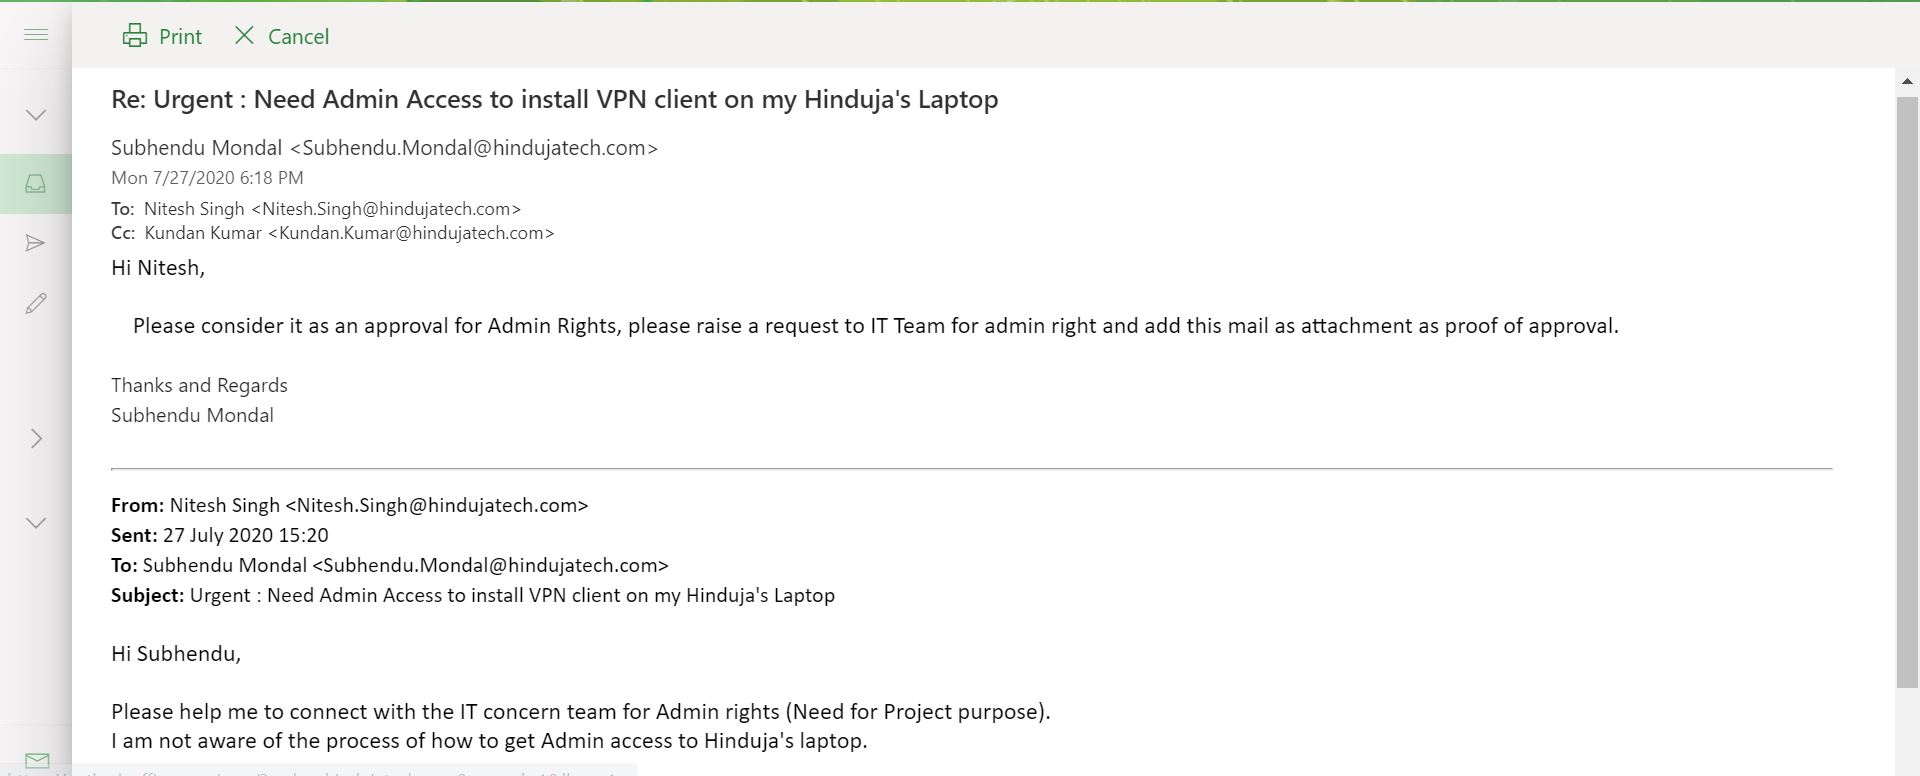 Print Cancel
Re: Urgent : Need Admin Access to install VPN client on my Hinduja's Laptop
Subhendu Mondal <Subhendu.Mondal@hindujatech.com>
Mon 7/27/2020 6:18 PM
To: Nitesh Singh <Nitesh.Singh@hindujatech.com>
Cc: Kundan Kumar <Kundan.Kumar@hindujatech.com>
Hi Nitesh,
Please consider it as an approval for Admin Rights, please raise a request to IT Team for admin right and add this mail as attachment as proof of approval.
Thanks and Regards
Subhendu Mondal
From: Nitesh Singh <Nitesh.Singh@hindujatech.com>
Sent: 27 July 2020 15:20
To: Subhendu Mondal <Subhendu.Mondal@hindujatech.com>
Subject: Urgent : Need Admin Access to install VPN client on my Hinduja's Laptop
Hi Subhendu,
Please help me to connect with the IT concern team for Admin rights (Need for Project purpose).
I am not aware of the process of how to get Admin access to Hinduja's laptop.